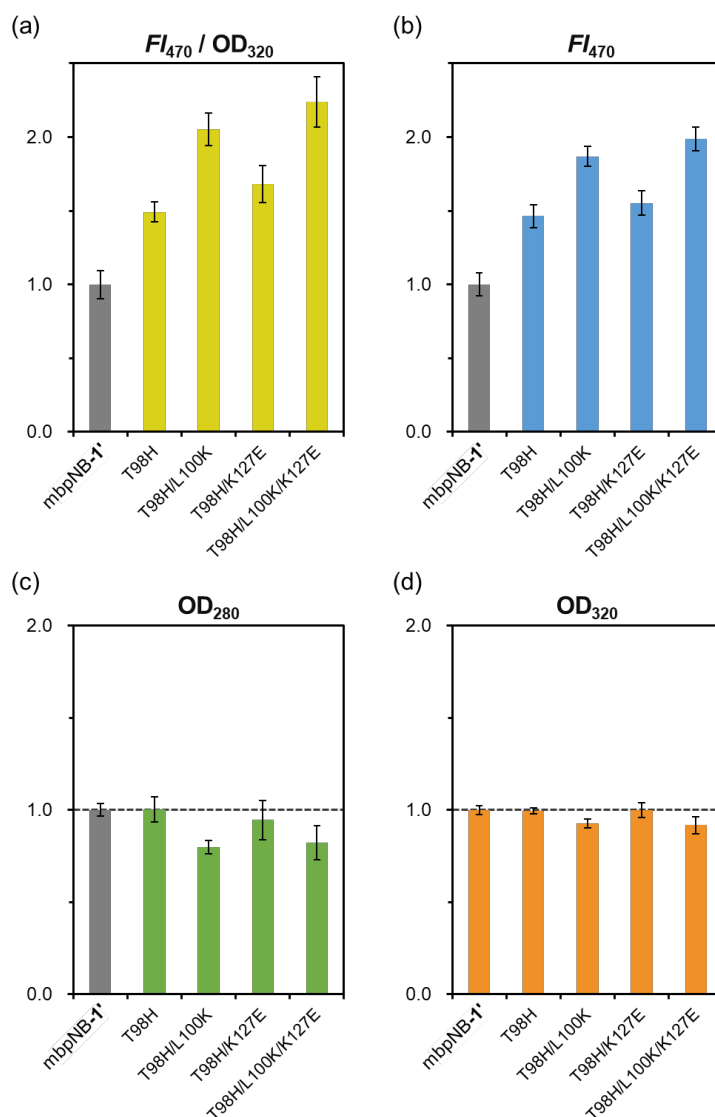 (a)
FI470 / OD320
2.0
1.0
0.0
mbpNB-1'
T98H
T98H/L100K
T98H/K127E
T98H/L100K/K127E
(b)
FI470
2.0
1.0
0.0
mbpNB-1'
T98H
T98H/L100K
T98H/K127E
T98H/L100K/K127E
(c)
OD280
2.0
1.0
0.0
mbpNB-1'
T98H
T98H/L100K
T98H/K127E
T98H/L100K/K127E
(d)
OD320
2.0
1.0
0.0
mbpNB-1'
T98H
T98H/L100K
T98H/K127E
T98H/L100K/K127E